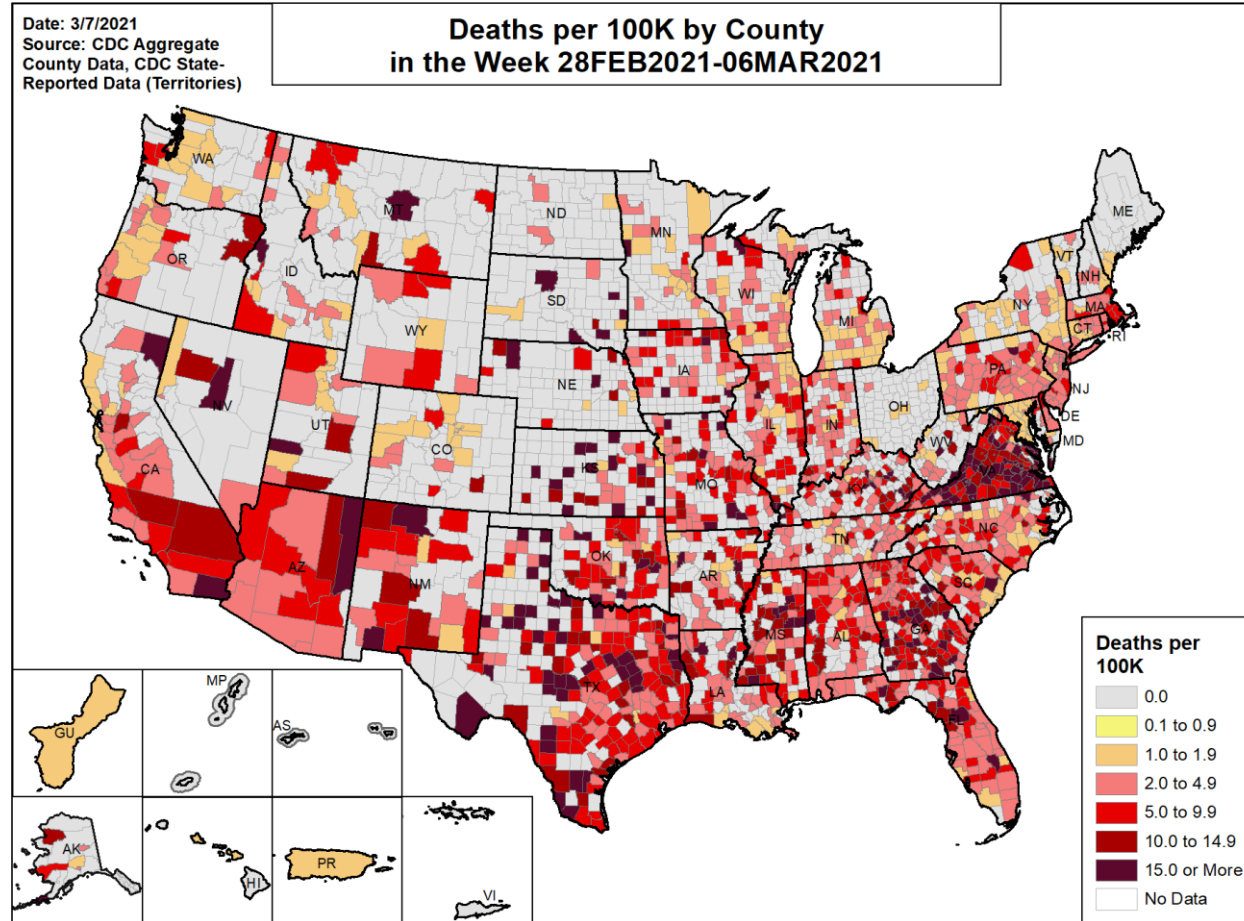 Date: 3/7/2021
Source: CDC Aggregate
County Data, CDC State-
Reported Data (Territories)
Deaths per 100K by County
in the Week 28FEB2021-06MAR2021
WA
MT
ND
MN
ME
OR
ID
SD
WI
MI
VT
NH
NY
MA
CT
RI
WY
IA
NE
PA
NJ
NV
UT
CO
IL
IN
OH
DE
MD
WV
VA
CA
KS
MO
KY
AZ
NM
OK
AR
TN
NC
SC
MS
AL
GA
TX
LA
FL
GU
MP
AS
AK
HI
PR
VI
Deaths per
100K
0.0
0.1 to 0.9
1.0 to 1.9
2.0 to 4.9
5.0 to 9.9
10.0 to 14.9
15.0 or More
No Data